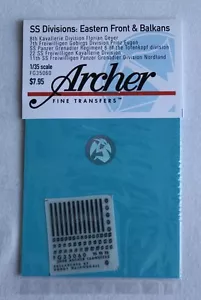 SS Divisions: Eastern Front & Balkans
8th Kavallerie Division Florian Geyer
7th Freiwilligen Gebirgs Division Prinz Eugen
SS Panzer Grenadier Regiment 6 of the Totenkopf division
22 SS Freiwilligen Kavallerie Division
11th SS Freiwilligen Panzer Grenadier Division Nordland
1/35 scale
FG35060
$7.95
Archer
FINE TRANSFERS
FG35060